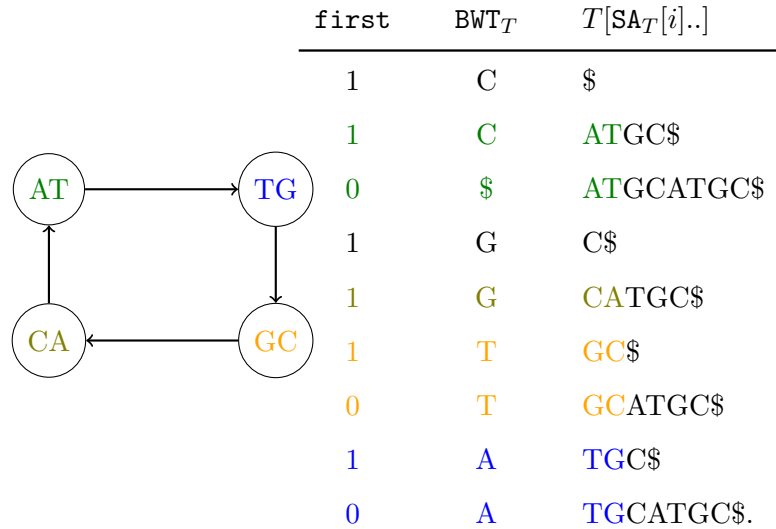 first BWT_T T[SA_T[i]..]
1 C $
1 C ATGC$
AT TG
0 $ ATGCATGC$
1 G C$
1 G CATGC$
CA GC
1 T GC$
0 T GCATGC$
1 A TGC$
0 A TGCATGC$.